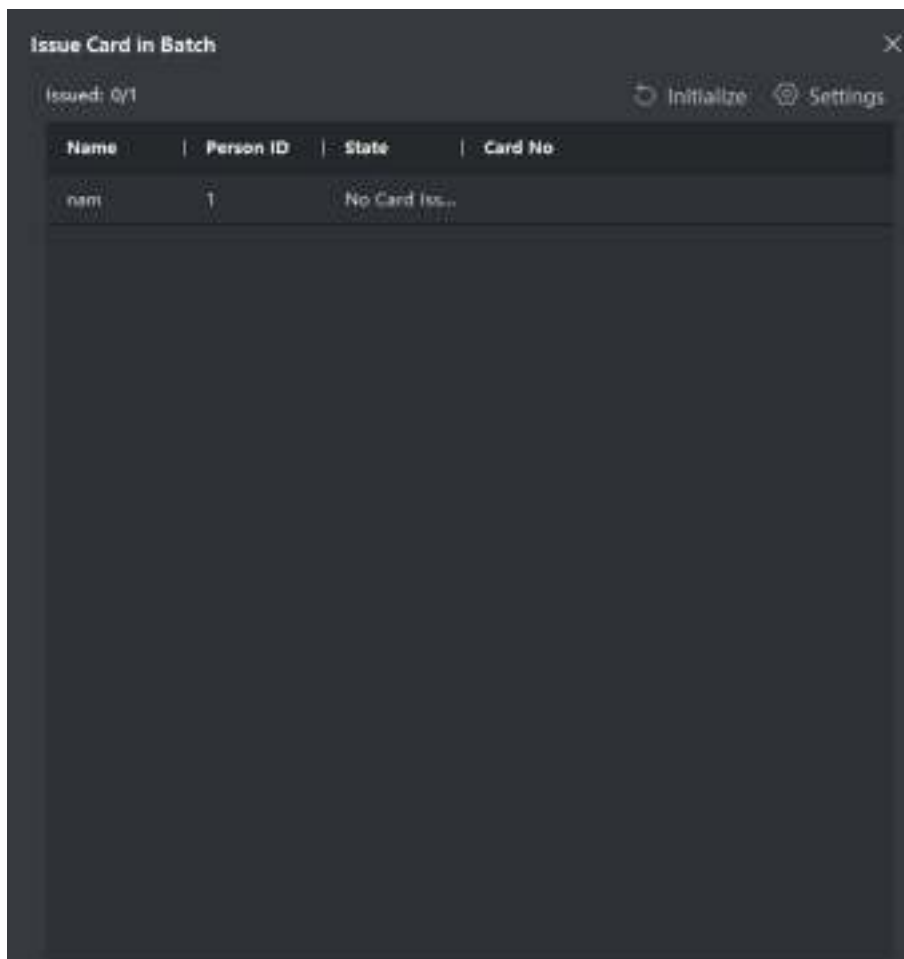 Issue Card in Batch
Issued: 0/1 Initialize Settings
Name | Person ID | State | Card No
nam 1 No Card Iss...